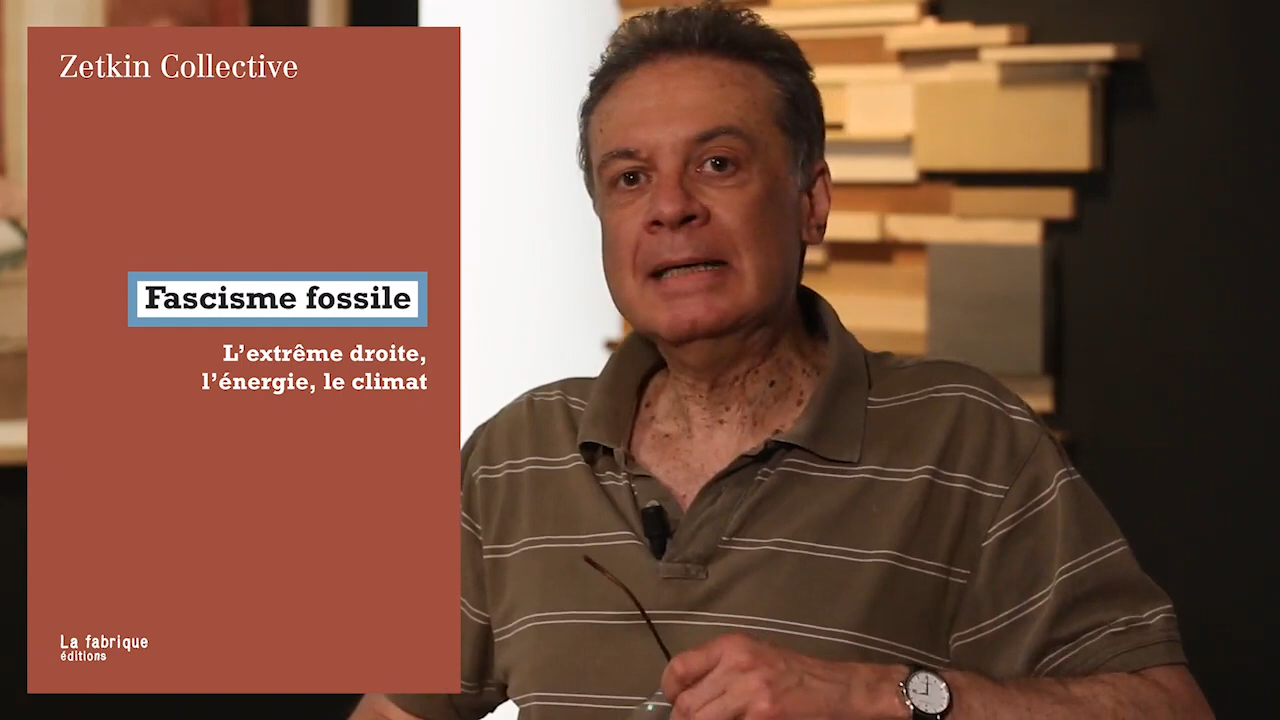 Zetkin Collective
Fascisme fossile
L'extrême droite,
l'énergie, le climat
La fabrique
éditions